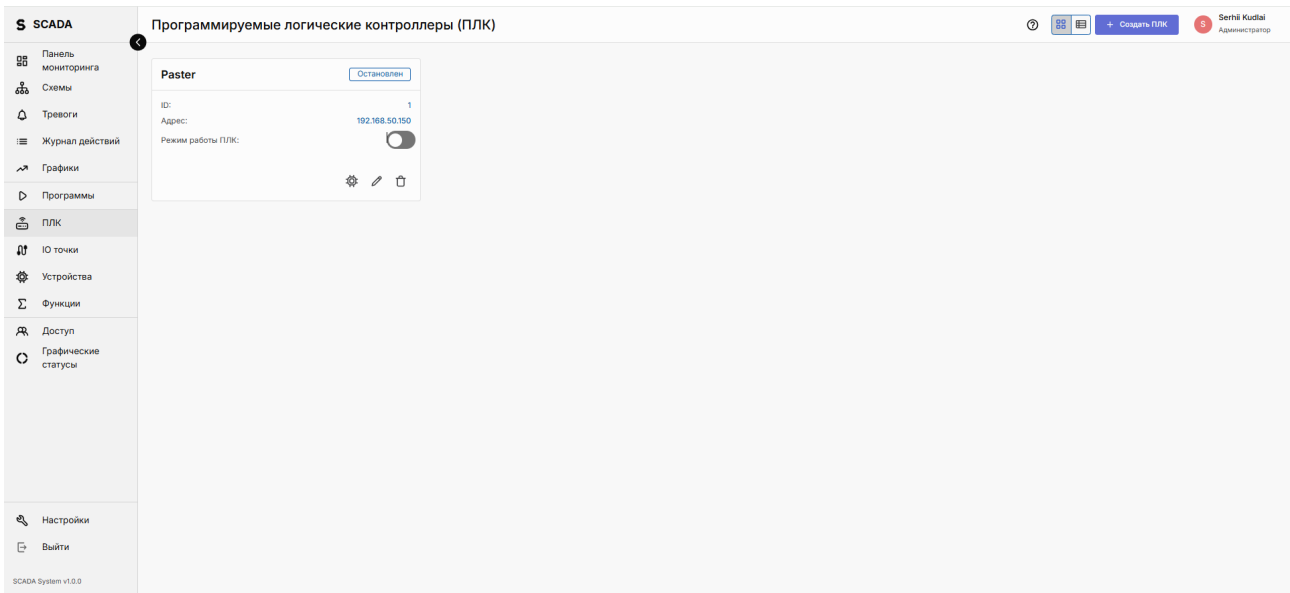 S SCADA
Программируемые логические контроллеры (ПЛК)
+ Создать ПЛК
S
Serhii Kudlai
Администратор
Панель
мониторинга
Схемы
Тревоги
Журнал действий
Графики
Программы
ПЛК
IO точки
Устройства
Функции
Доступ
Графические
статусы
Настройки
Выйти
SCADA System v1.0.0
Paster
Остановлен
ID: 1
Адрес: 192.168.50.150
Режим работы ПЛК: